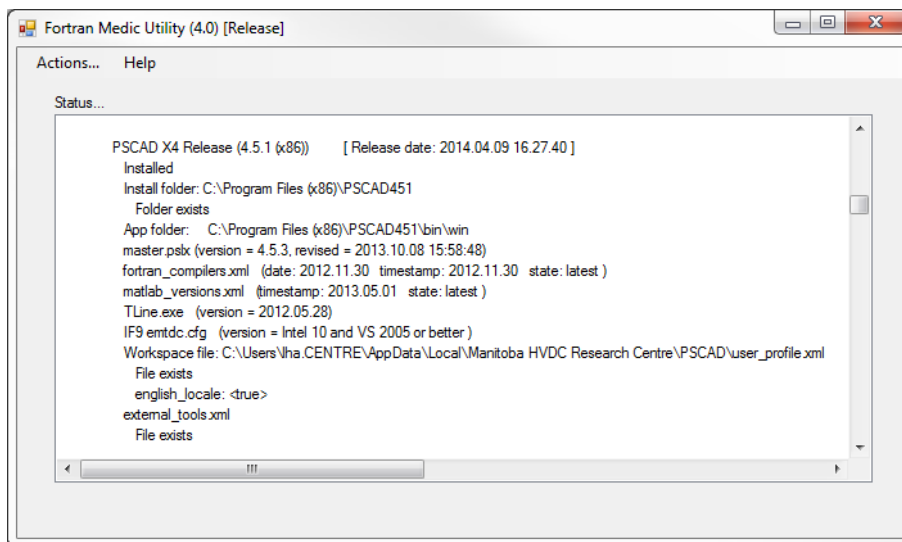 Fortran Medic Utility (4.0) [Release]
Actions... Help
Status...
PSCAD X4 Release (4.5.1 (x86)) [ Release date: 2014.04.09 16.27.40 ]
Installed
Install folder: C:\Program Files (x86)\PSCAD451
Folder exists
App folder: C:\Program Files (x86)\PSCAD451\bin\win
master.pslx (version = 4.5.3, revised = 2013.10.08 15:58:48)
fortran_compilers.xml (date: 2012.11.30 timestamp: 2012.11.30 state: latest )
matlab_versions.xml (timestamp: 2013.05.01 state: latest )
TLine.exe (version = 2012.05.28)
IF9 emtdc.cfg (version = Intel 10 and VS 2005 or better )
Workspace file: C:\Users\lha.CENTRE\AppData\Local\Manitoba HVDC Research Centre\PSCAD\user_profile.xml
File exists
english_locale: <true>
external_tools.xml
File exists